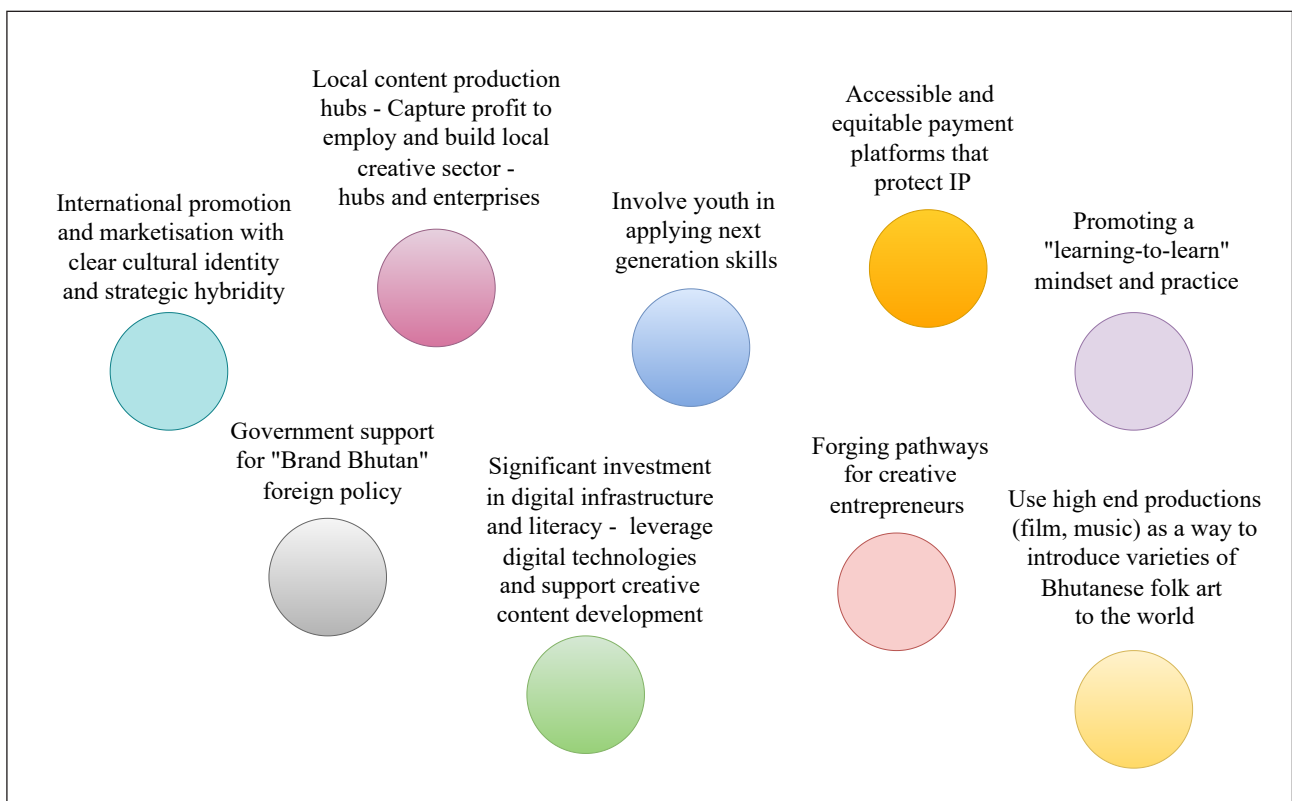 Local content production
hubs - Capture profit to
employ and build local
creative sector -
hubs and enterprises
Accessible and
equitable payment
platforms that
protect IP
International promotion
and marketisation with
clear cultural identity
and strategic hybridity
Involve youth in
applying next
generation skills
Promoting a
"learning-to-learn"
mindset and practice
Government support
for "Brand Bhutan"
foreign policy
Significant investment
in digital infrastructure
and literacy - leverage
digital technologies
and support creative
content development
Forging pathways
for creative
entrepreneurs
Use high end productions
(film, music) as a way to
introduce varieties of
Bhutanese folk art
to the world